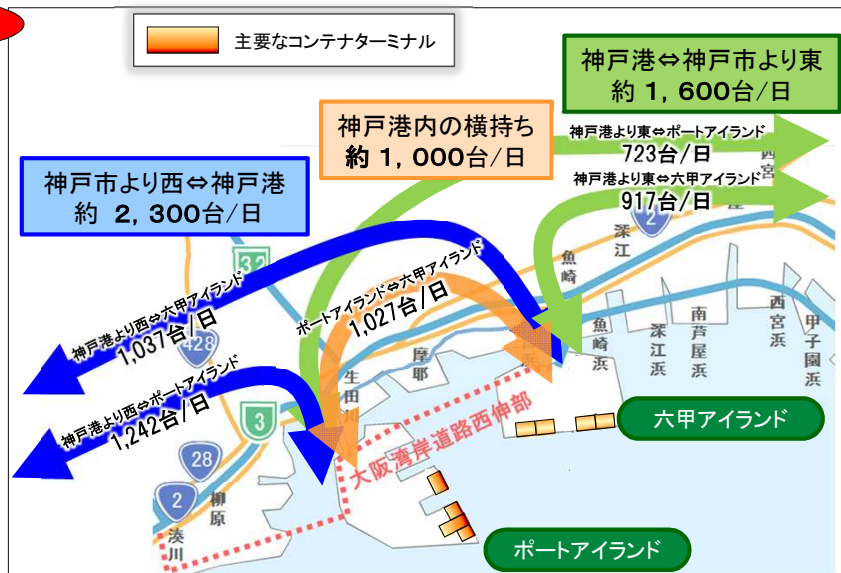 主要なコンテナターミナル
神戸港⇔神戸市より東
約１，６００台/日
神戸港内の横持ち
約１，０００台/日
神戸市より西⇔神戸港
約 ２，３００台/日
神戸港より東⇔ポートアイランド
723台/日
神戸港より東⇔六甲アイランド
917台/日
神戸港より西⇔六甲アイランド
1,037台/日
ポートアイランド⇔六甲アイランド
1,027台/日
神戸港より西⇔ポートアイランド
1,242台/日
西宮
2
深江
魚崎
32
428
3
28
2
生田川
摩耶
魚崎浜
深江浜
南芦屋浜
西宮浜
甲子園浜
柳原
湊川
大阪湾岸道路西伸部
六甲アイランド
ポートアイランド